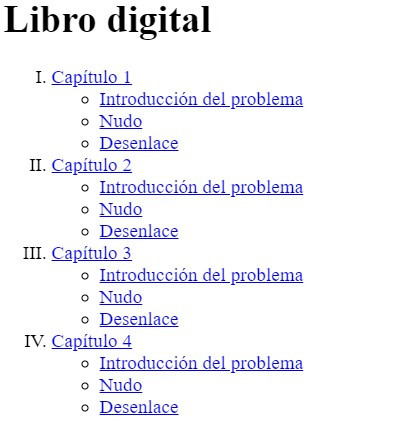 Libro digital
I. Capítulo 1
Introducción del problema
Nudo
Desenlace
II. Capítulo 2
Introducción del problema
Nudo
Desenlace
III. Capítulo 3
Introducción del problema
Nudo
Desenlace
IV. Capítulo 4
Introducción del problema
Nudo
Desenlace